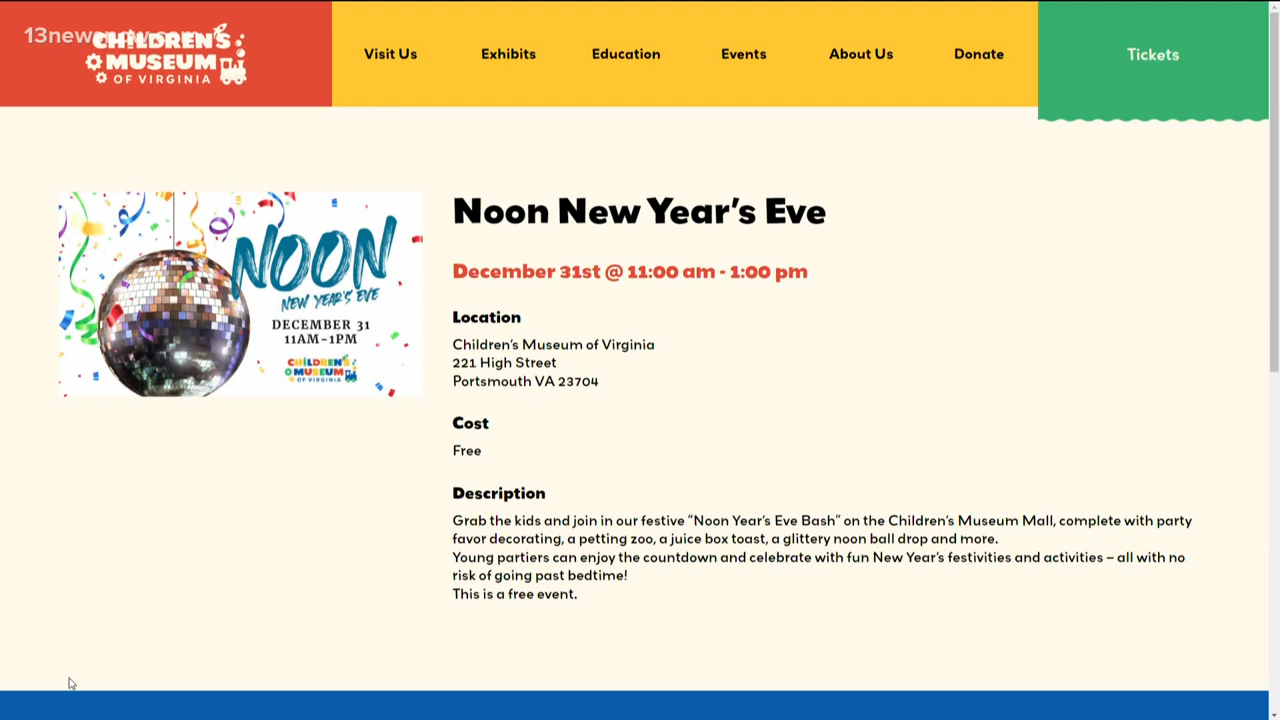 13newsnow.com
CHILDREN'S
MUSEUM
OF VIRGINIA
Visit Us
Exhibits
Education
Events
About Us
Donate
Tickets
NOON
NEW YEAR'S EVE
DECEMBER 31
11AM-1PM
CHILDREN'S
MUSEUM
OF VIRGINIA
Noon New Year's Eve
December 31st @ 11:00 am - 1:00 pm
Location
Children's Museum of Virginia
221 High Street
Portsmouth VA 23704
Cost
Free
Description
Grab the kids and join in our festive "Noon Year's Eve Bash" on the Children's Museum Mall, complete with party
favor decorating, a petting zoo, a juice box toast, a glittery noon ball drop and more.
Young partiers can enjoy the countdown and celebrate with fun New Year's festivities and activities – all with no
risk of going past bedtime!
This is a free event.